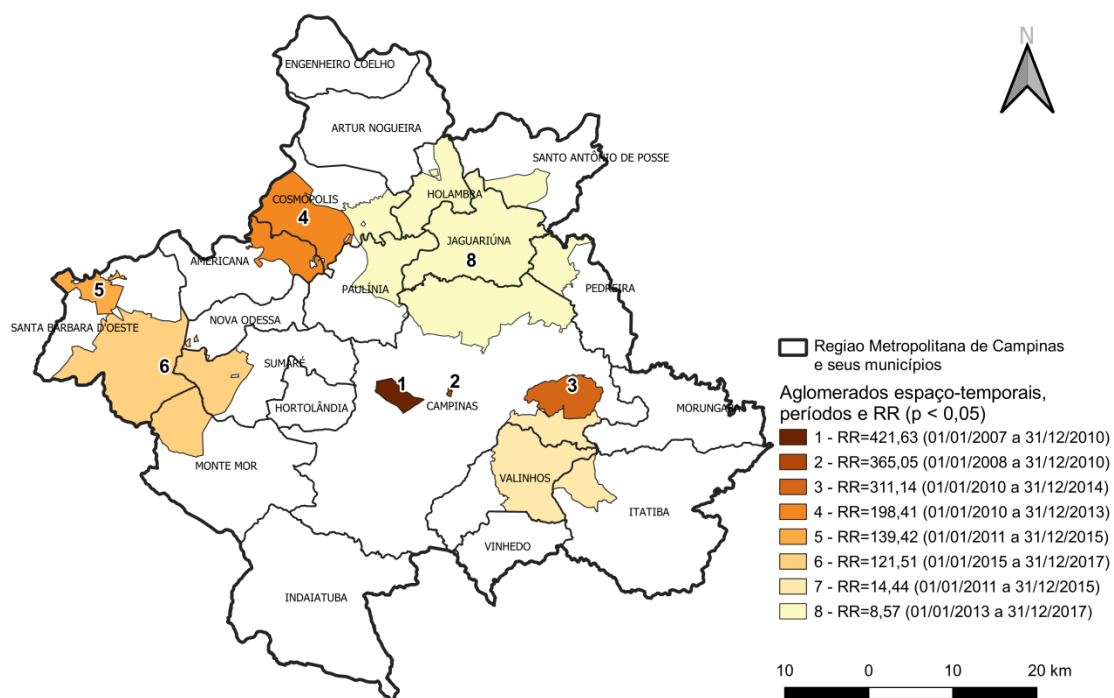 N
ENGENHEIRO COELHO
ARTUR NOGUEIRA
SANTO ANTÔNIO DE POSSE
HOLAMBRA
COSMÓPOLIS
4
JAGUARIÚNA
8
AMERICANA
PAULÍNIA
PEDREIRA
5
NOVA ODESSA
SANTA BÁRBARA D'OESTE
6
SUMARÉ
1
2
3
HORTOLÂNDIA
CAMPINAS
MORUNGABA
MONTE MOR
VALINHOS
ITATIBA
VINHEDO
INDAIATUBA
Regiao Metropolitana de Campinas
e seus municípios
Aglomerados espaço-temporais,
períodos e RR (p < 0,05)
1 - RR=421,63 (01/01/2007 a 31/12/2010)
2 - RR=365,05 (01/01/2008 a 31/12/2010)
3 - RR=311,14 (01/01/2010 a 31/12/2014)
4 - RR=198,41 (01/01/2010 a 31/12/2013)
5 - RR=139,42 (01/01/2011 a 31/12/2015)
6 - RR=121,51 (01/01/2015 a 31/12/2017)
7 - RR=14,44 (01/01/2011 a 31/12/2015)
8 - RR=8,57 (01/01/2013 a 31/12/2017)
10 0 10 20 km